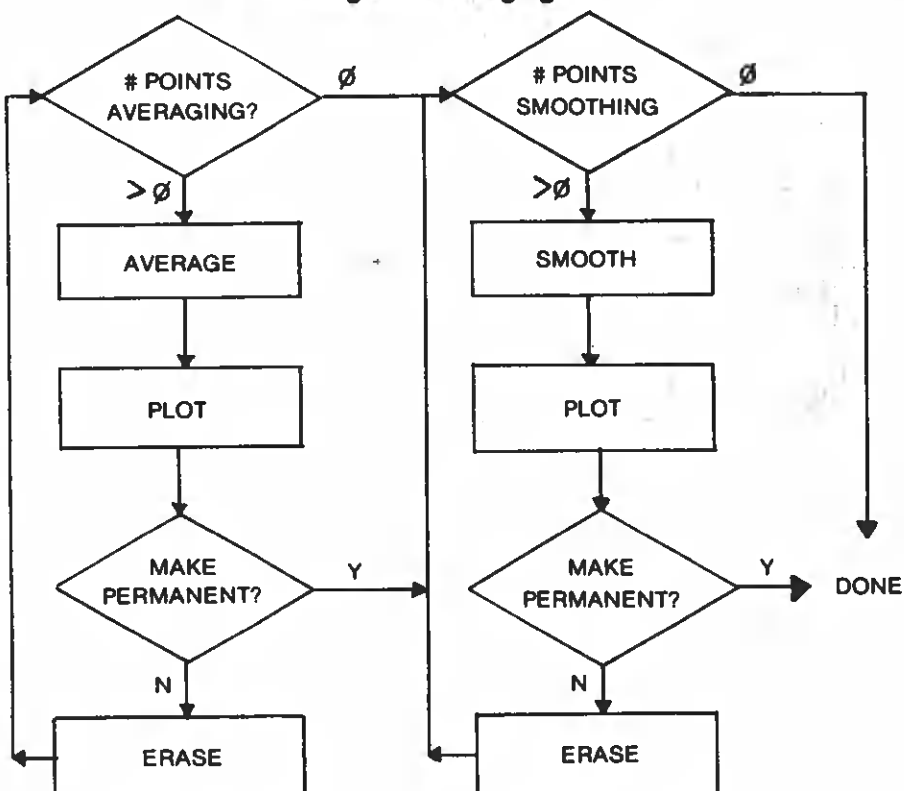 # POINTS
AVERAGING?
Ø
> Ø
AVERAGE
PLOT
MAKE
PERMANENT?
Y
N
ERASE
# POINTS
SMOOTHING
Ø
>Ø
SMOOTH
PLOT
MAKE
PERMANENT?
Y
DONE
N
ERASE